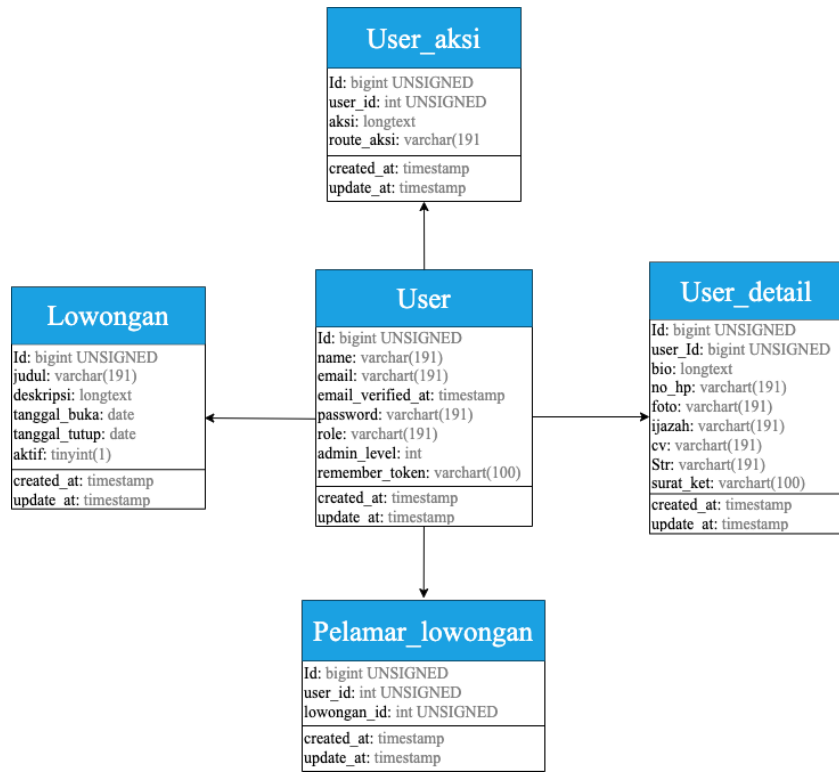 User_aksi
Id: bigint UNSIGNED
user_id: int UNSIGNED
aksi: longtext
route_aksi: varchar(191
created_at: timestamp
update_at: timestamp
Lowongan
Id: bigint UNSIGNED
judul: varchar(191)
deskripsi: longtext
tanggal_buka: date
tanggal_tutup: date
aktif: tinyint(1)
created_at: timestamp
update_at: timestamp
User
Id: bigint UNSIGNED
name: varchar(191)
email: varchart(191)
email_verified_at: timestamp
password: varchart(191)
role: varchart(191)
admin_level: int
remember_token: varchart(100)
created_at: timestamp
update_at: timestamp
User_detail
Id: bigint UNSIGNED
user_Id: bigint UNSIGNED
bio: longtext
no_hp: varchart(191)
foto: varchart(191)
ijazah: varchart(191)
cv: varchart(191)
Str: varchart(191)
surat_ket: varchart(100)
created_at: timestamp
update_at: timestamp
Pelamar_lowongan
Id: bigint UNSIGNED
user_id: int UNSIGNED
lowongan_id: int UNSIGNED
created_at: timestamp
update_at: timestamp